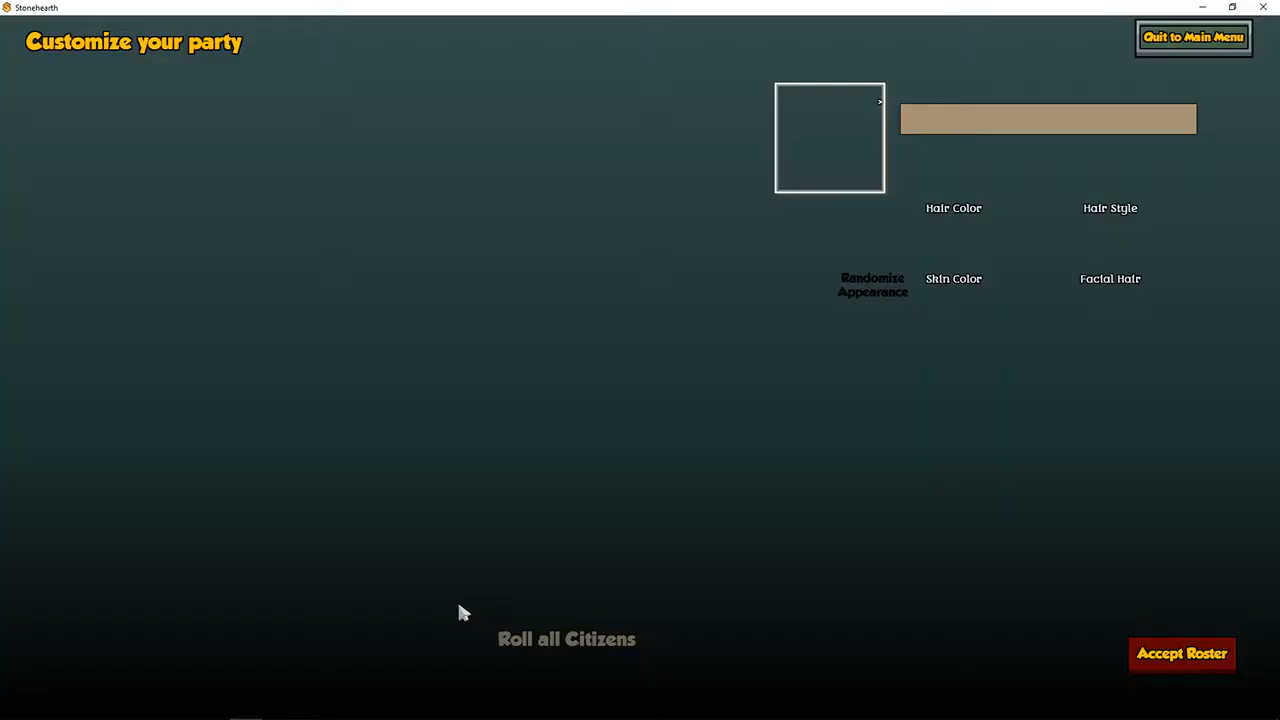 Stonehearth
Customize your party
Quit to Main Menu
>
Hair Color
Hair Style
Randomize
Appearance
Skin Color
Facial Hair
Roll all Citizens
Accept Roster